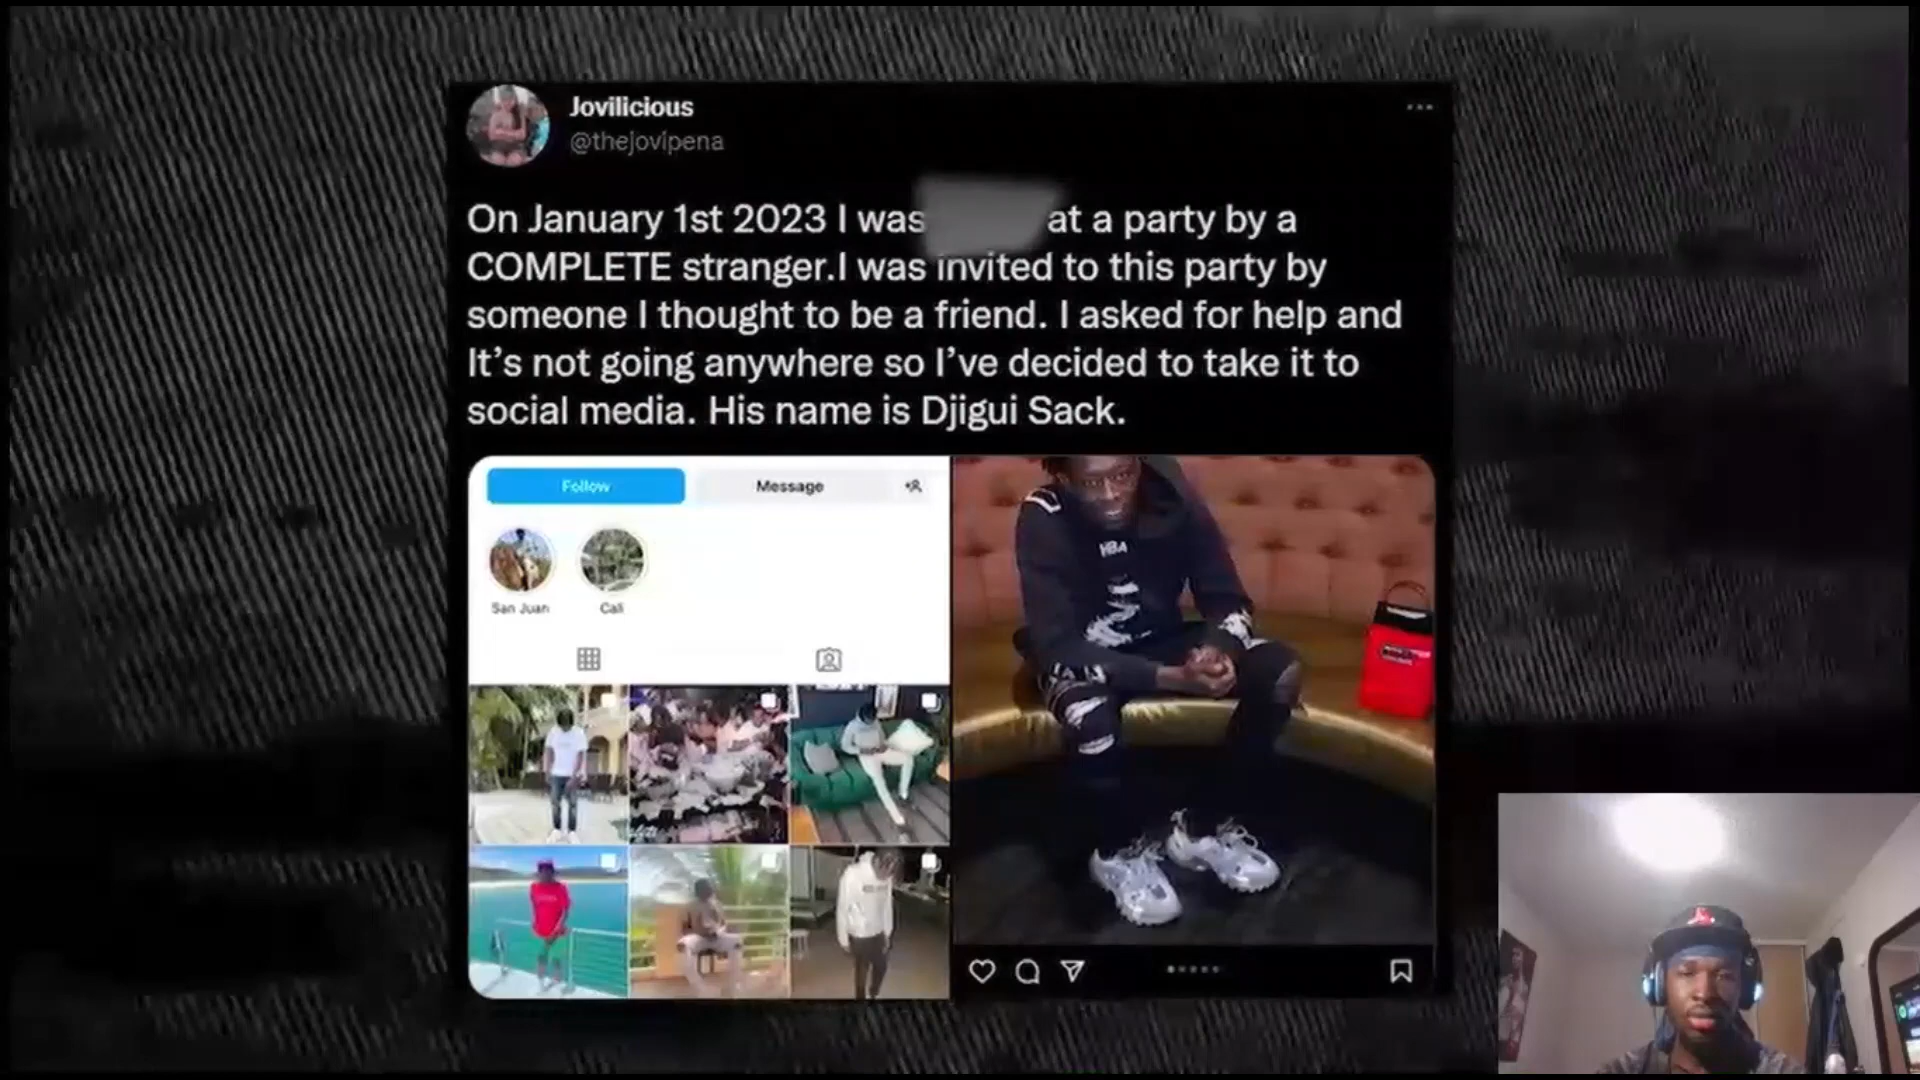 Jovilicious
@thejovipena
On January 1st 2023 I was at a party by a
COMPLETE stranger.I was invited to this party by
someone I thought to be a friend. I asked for help and
It’s not going anywhere so I’ve decided to take it to
social media. His name is Djigui Sack.
Follow
Message
San Juan
Cali